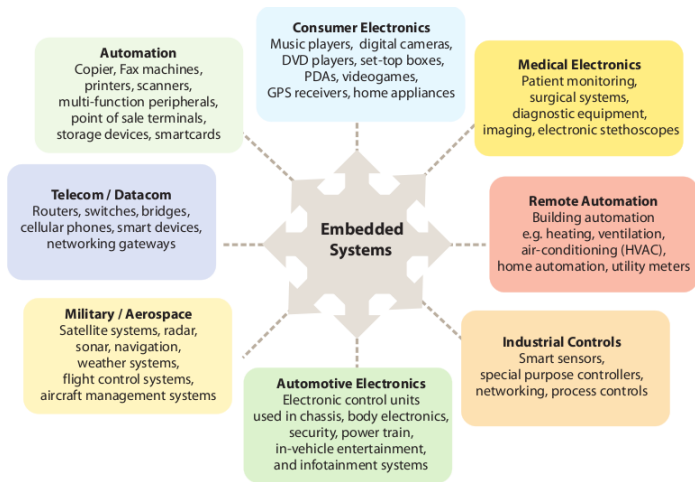 Consumer Electronics
Music players, digital cameras,
DVD players, set-top boxes,
PDAs, videogames,
GPS receivers, home appliances
Automation
Copier, Fax machines,
printers, scanners,
multi-function peripherals,
point of sale terminals,
storage devices, smartcards
Medical Electronics
Patient monitoring,
surgical systems,
diagnostic equipment,
imaging, electronic stethoscopes
Telecom / Datacom
Routers, switches, bridges,
cellular phones, smart devices,
networking gateways
Embedded
Systems
Remote Automation
Building automation
e.g. heating, ventilation,
air-conditioning (HVAC),
home automation, utility meters
Military / Aerospace
Satellite systems, radar,
sonar, navigation,
weather systems,
flight control systems,
aircraft management systems
Industrial Controls
Smart sensors,
special purpose controllers,
networking, process controls
Automotive Electronics
Electronic control units
used in chassis, body electronics,
security, power train,
in-vehicle entertainment,
and infotainment systems